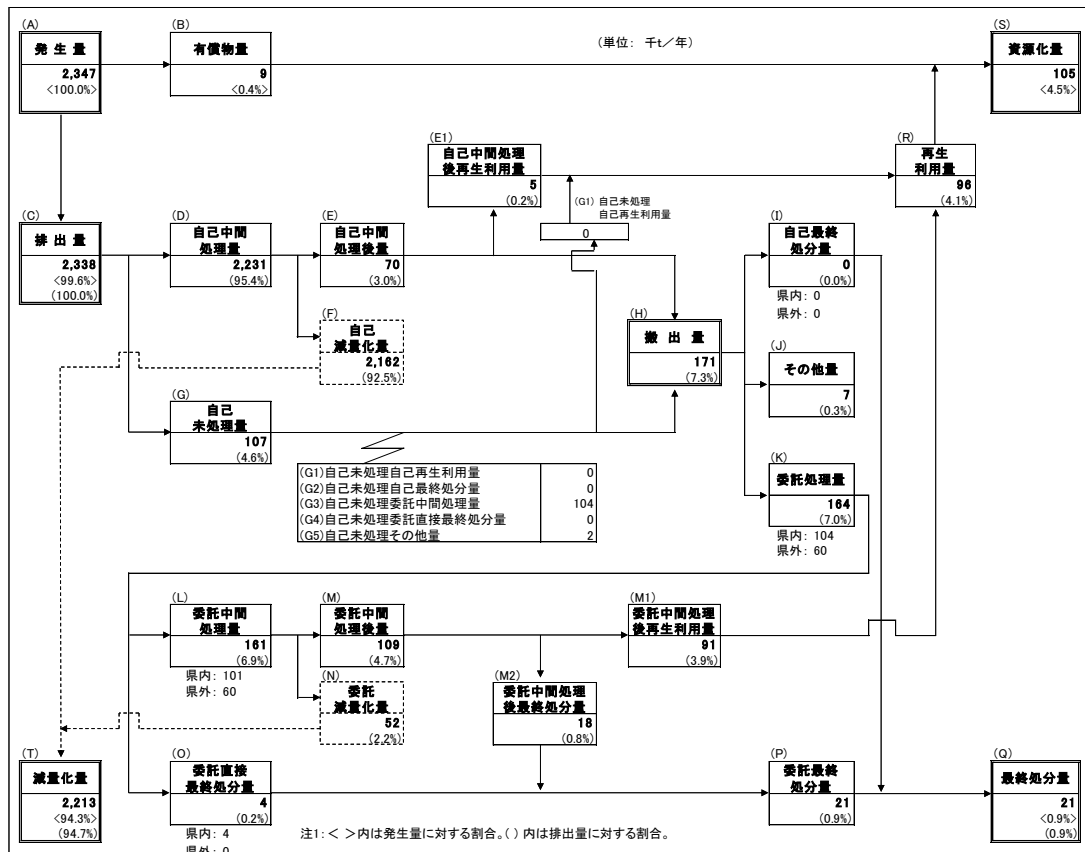 (A)
発 生 量
2,347
<100.0%>
(B)
有償物量
9
<0.4%>
(単位： 千t／年)
(S)
資源化量
105
<4.5%>
(E1)
自己中間処理
後再生利用量
5
(0.2%)
(R)
再生
利用量
96
(4.1%)
(G1) 自己未処理
自己再生利用量
0
(C)
排 出 量
2,338
<99.6%>
(100.0%)
(D)
自己中間
処理量
2,231
(95.4%)
(E)
自己中間
処理後量
70
(3.0%)
(I)
自己最終
処分量
0
(0.0%)
県内： 0
県外： 0
(F)
自己
減量化量
2,162
(92.5%)
(H)
搬 出 量
171
(7.3%)
(J)
その他量
7
(0.3%)
(G)
自己
未処理量
107
(4.6%)
(G1)自己未処理自己再生利用量 0
(G2)自己未処理自己最終処分量 0
(G3)自己未処理委託中間処理量 104
(G4)自己未処理委託直接最終処分量 0
(G5)自己未処理その他量 2
(K)
委託処理量
164
(7.0%)
県内： 104
県外： 60
(L)
委託中間
処理量
161
(6.9%)
県内： 101
県外： 60
(M)
委託中間
処理後量
109
(4.7%)
(M1)
委託中間処理
後再生利用量
91
(3.9%)
(N)
委託
減量化量
52
(2.2%)
(M2)
委託中間処理
後最終処分量
18
(0.8%)
(T)
減量化量
2,213
<94.3%>
(94.7%)
(O)
委託直接
最終処分量
4
(0.2%)
県内： 4
県外： 0
(P)
委託最終
処分量
21
(0.9%)
(Q)
最終処分量
21
<0.9%>
(0.9%)
注1：＜ ＞内は発生量に対する割合。( ) 内は排出量に対する割合。